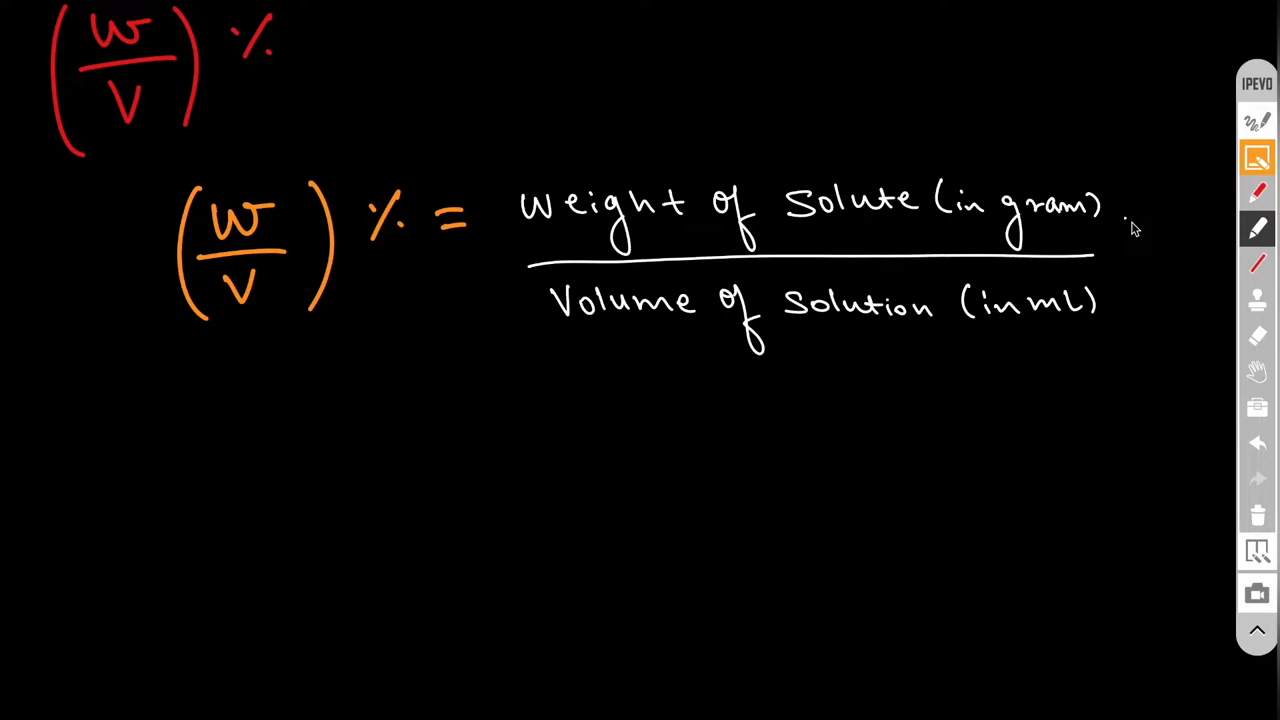 (w/v) %
IPEVO
(w/v) % = Weight of Solute (in gram)
Volume of Solution (in mL)